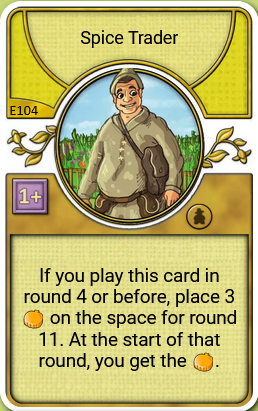 Spice Trader
E104
1+
If you play this card in
round 4 or before, place 3
on the space for round
11. At the start of that
round, you get the .